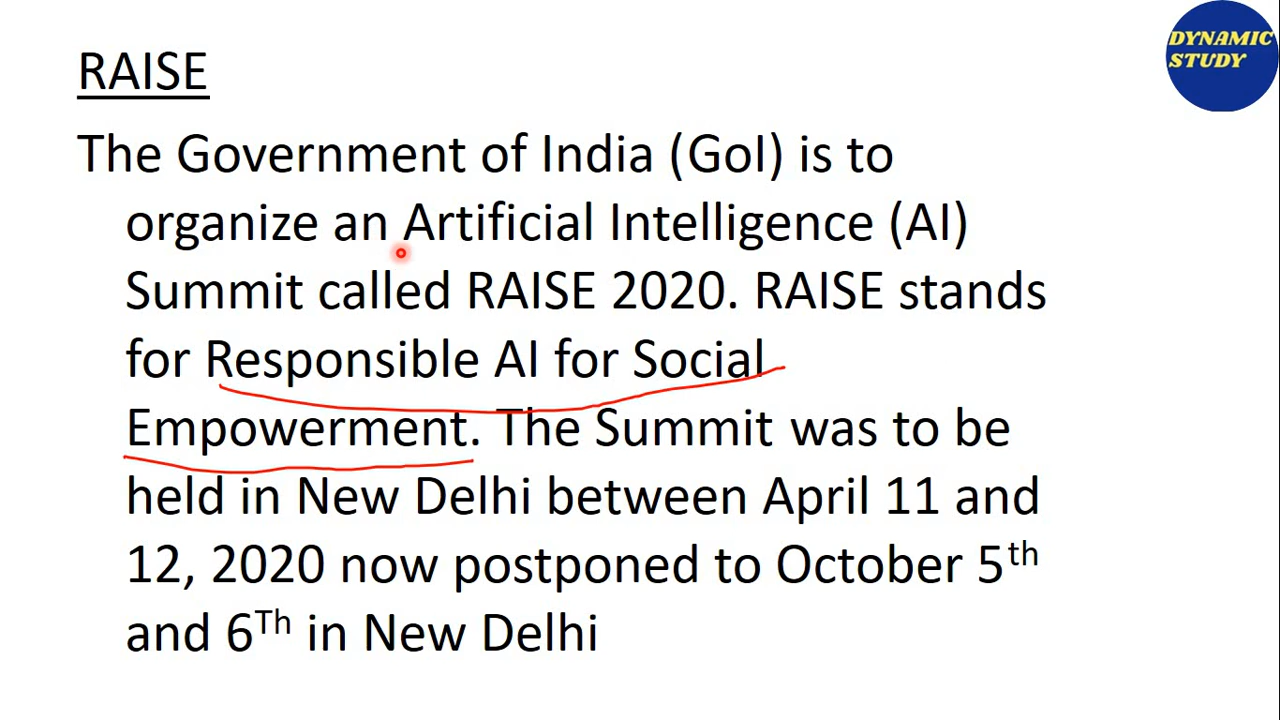 DYNAMIC
STUDY
RAISE
The Government of India (GoI) is to
organize an Artificial Intelligence (AI)
Summit called RAISE 2020. RAISE stands
for Responsible AI for Social
Empowerment. The Summit was to be
held in New Delhi between April 11 and
12, 2020 now postponed to October 5th
and 6Th in New Delhi